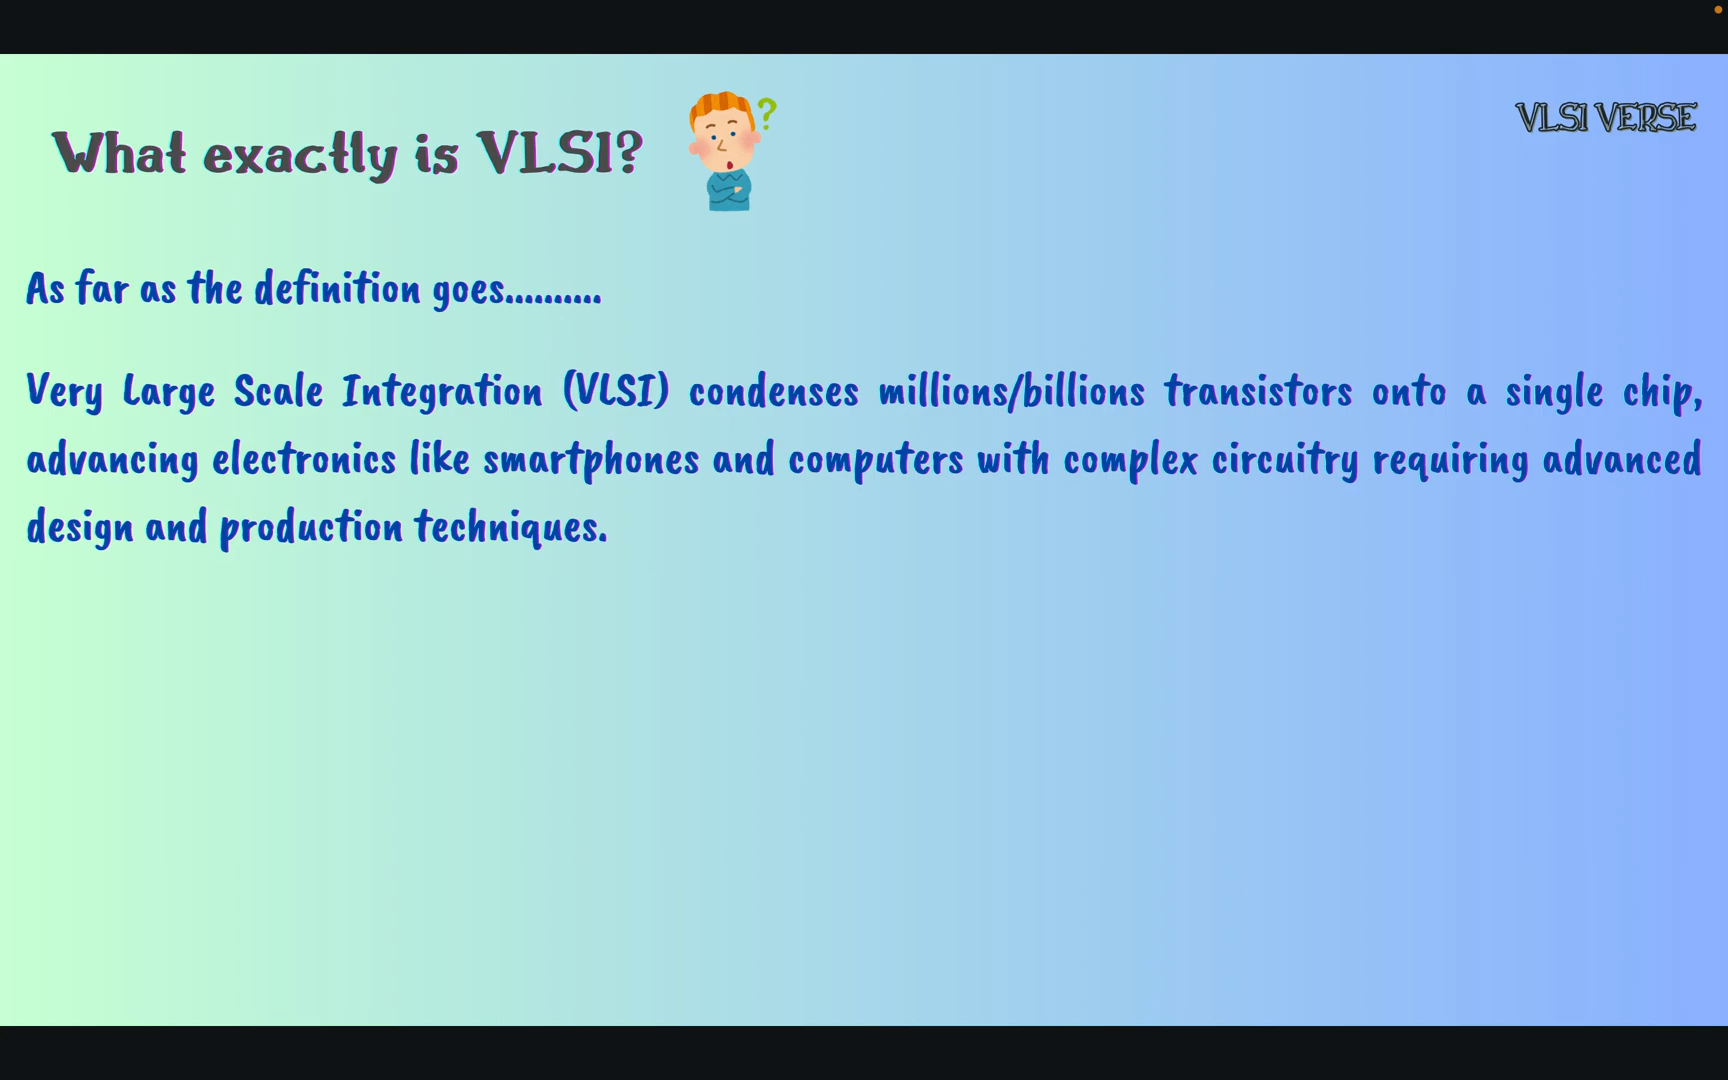 What exactly is VLSI?
?
VLSI VERSE
As far as the definition goes..........
Very Large Scale Integration (VLSI) condenses millions/billions transistors onto a single chip,
advancing electronics like smartphones and computers with complex circuitry requiring advanced
design and production techniques.